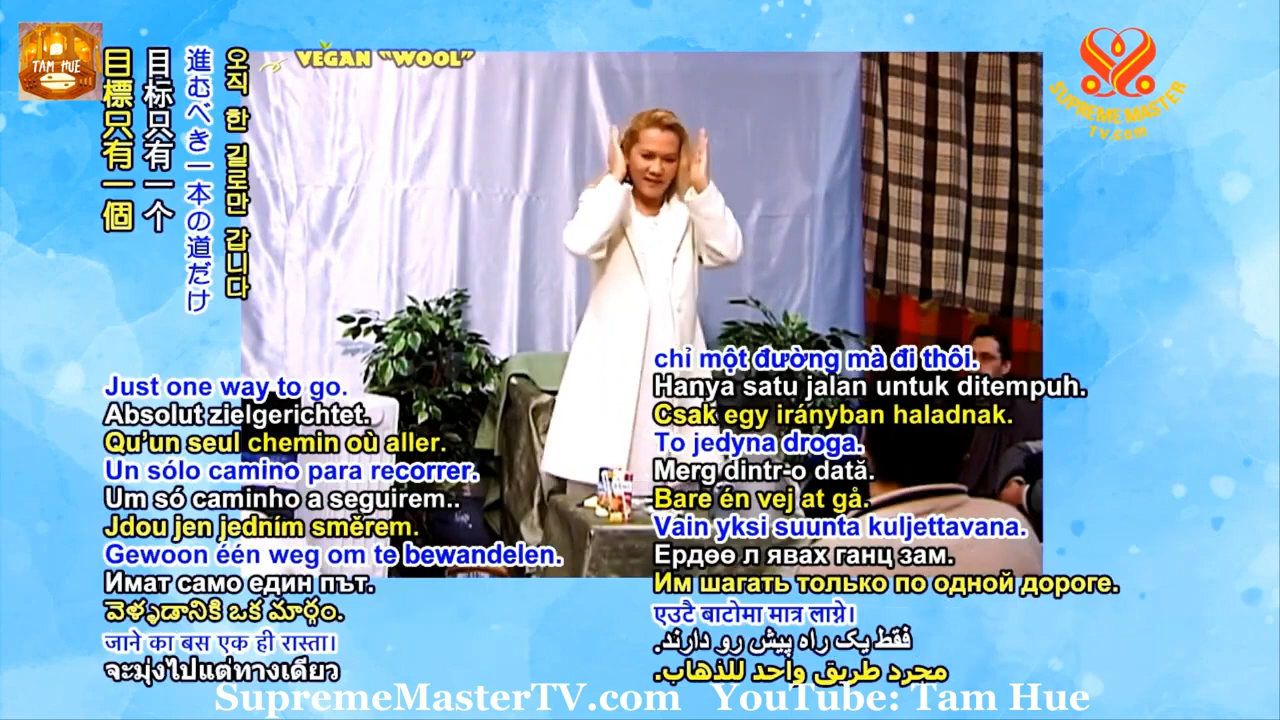 TAM HUE
目標只有一個
目标只有一个
進むべき一本の道だけ
오직 한 길로만 갑니다
VEGAN "WOOL"
SUPREME MASTER
TV.com
Just one way to go.
Absolut zielgerichtet.
Qu'un seul chemin où aller.
Un sólo camino para recorrer.
Um só caminho a seguirem..
Jdou jen jedním směrem.
Gewoon één weg om te bewandelen.
Имат само един път.
వెళ్ళడానికి ఒక మార్గం.
जाने का बस एक ही रास्ता।
จะมุ่งไปแต่ทางเดียว
chỉ một đường mà đi thôi.
Hanya satu jalan untuk ditempuh.
Csak egy irányban haladnak.
To jedyna droga.
Merg dintr-o dată.
Bare én vej at gå.
Vain yksi suunta kuljettavana.
Ердөө л явах ганц зам.
Им шагать только по одной дороге.
एउटै बाटोमा मात्र लाग्ने।
فقط یک راه پیش رو دارند.
مجرد طريق واحد للذهاب.
SupremeMasterTV.com YouTube: Tam Hue